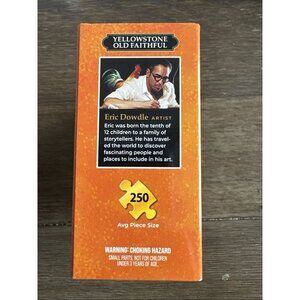 YELLOWSTONE
OLD FAITHFUL
Eric Dowdle ARTIST
Eric was born the tenth of
12 children to a family of
storytellers. He has travel-
ed the world to discover
fascinating people and
places to include in his art.
250
Avg Piece Size
WARNING: CHOKING HAZARD
SMALL PARTS, NOT FOR CHILDREN
UNDER 3 YEARS OF AGE.